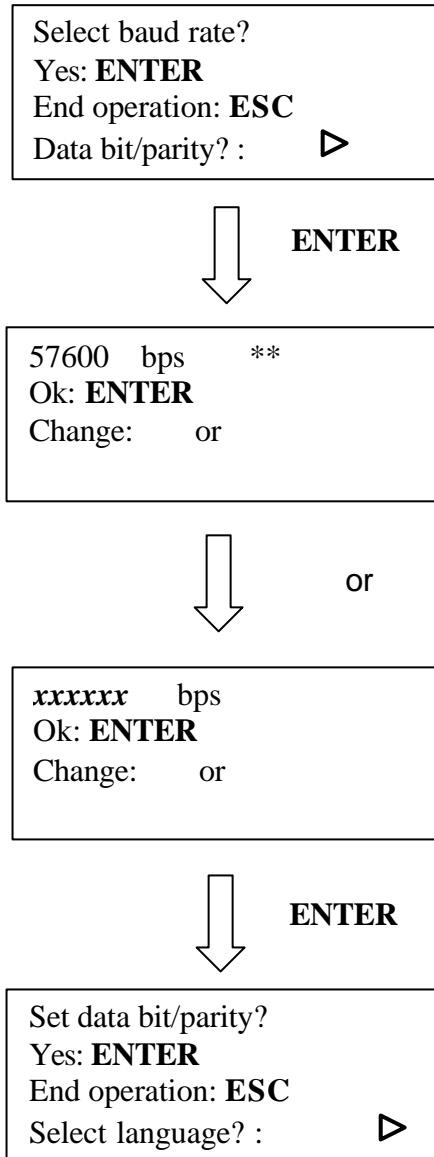 Select baud rate?
Yes: ENTER
End operation: ESC
Data bit/parity? :
ENTER
57600 bps **
Ok: ENTER
Change: or
or
xxxxxx bps
Ok: ENTER
Change: or
ENTER
Set data bit/parity?
Yes: ENTER
End operation: ESC
Select language? :